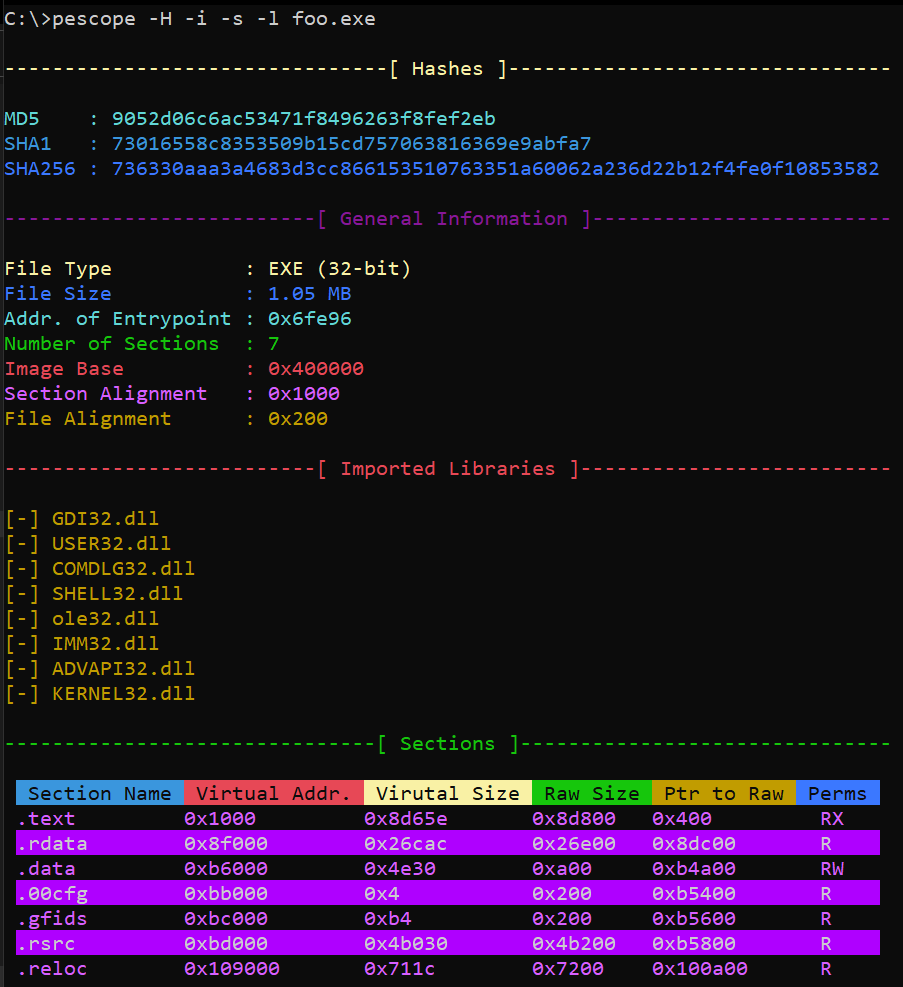 C:\>pescope -H -i -s -l foo.exe
--------------------------------[ Hashes ]--------------------------------
MD5    : 9052d06c6ac53471f8496263f8fef2eb
SHA1   : 73016558c8353509b15cd757063816369e9abfa7
SHA256 : 736330aaa3a4683d3cc866153510763351a60062a236d22b12f4fe0f10853582
--------------------------[ General Information ]-------------------------
File Type           : EXE (32-bit)
File Size           : 1.05 MB
Addr. of Entrypoint : 0x6fe96
Number of Sections  : 7
Image Base          : 0x400000
Section Alignment   : 0x1000
File Alignment      : 0x200
--------------------------[ Imported Libraries ]--------------------------
[-] GDI32.dll
[-] USER32.dll
[-] COMDLG32.dll
[-] SHELL32.dll
[-] ole32.dll
[-] IMM32.dll
[-] ADVAPI32.dll
[-] KERNEL32.dll
-------------------------------[ Sections ]-------------------------------
Section Name  Virtual Addr.  Virutal Size  Raw Size  Ptr to Raw  Perms
.text         0x1000         0x8d65e       0x8d800   0x400         RX
.rdata        0x8f000        0x26cac       0x26e00   0x8dc00       R
.data         0xb6000        0x4e30        0xa00     0xb4a00       RW
.00cfg        0xbb000        0x4           0x200     0xb5400       R
.gfids        0xbc000        0xb4          0x200     0xb5600       R
.rsrc         0xbd000        0x4b030       0x4b200   0xb5800       R
.reloc        0x109000       0x711c        0x7200    0x100a00      R